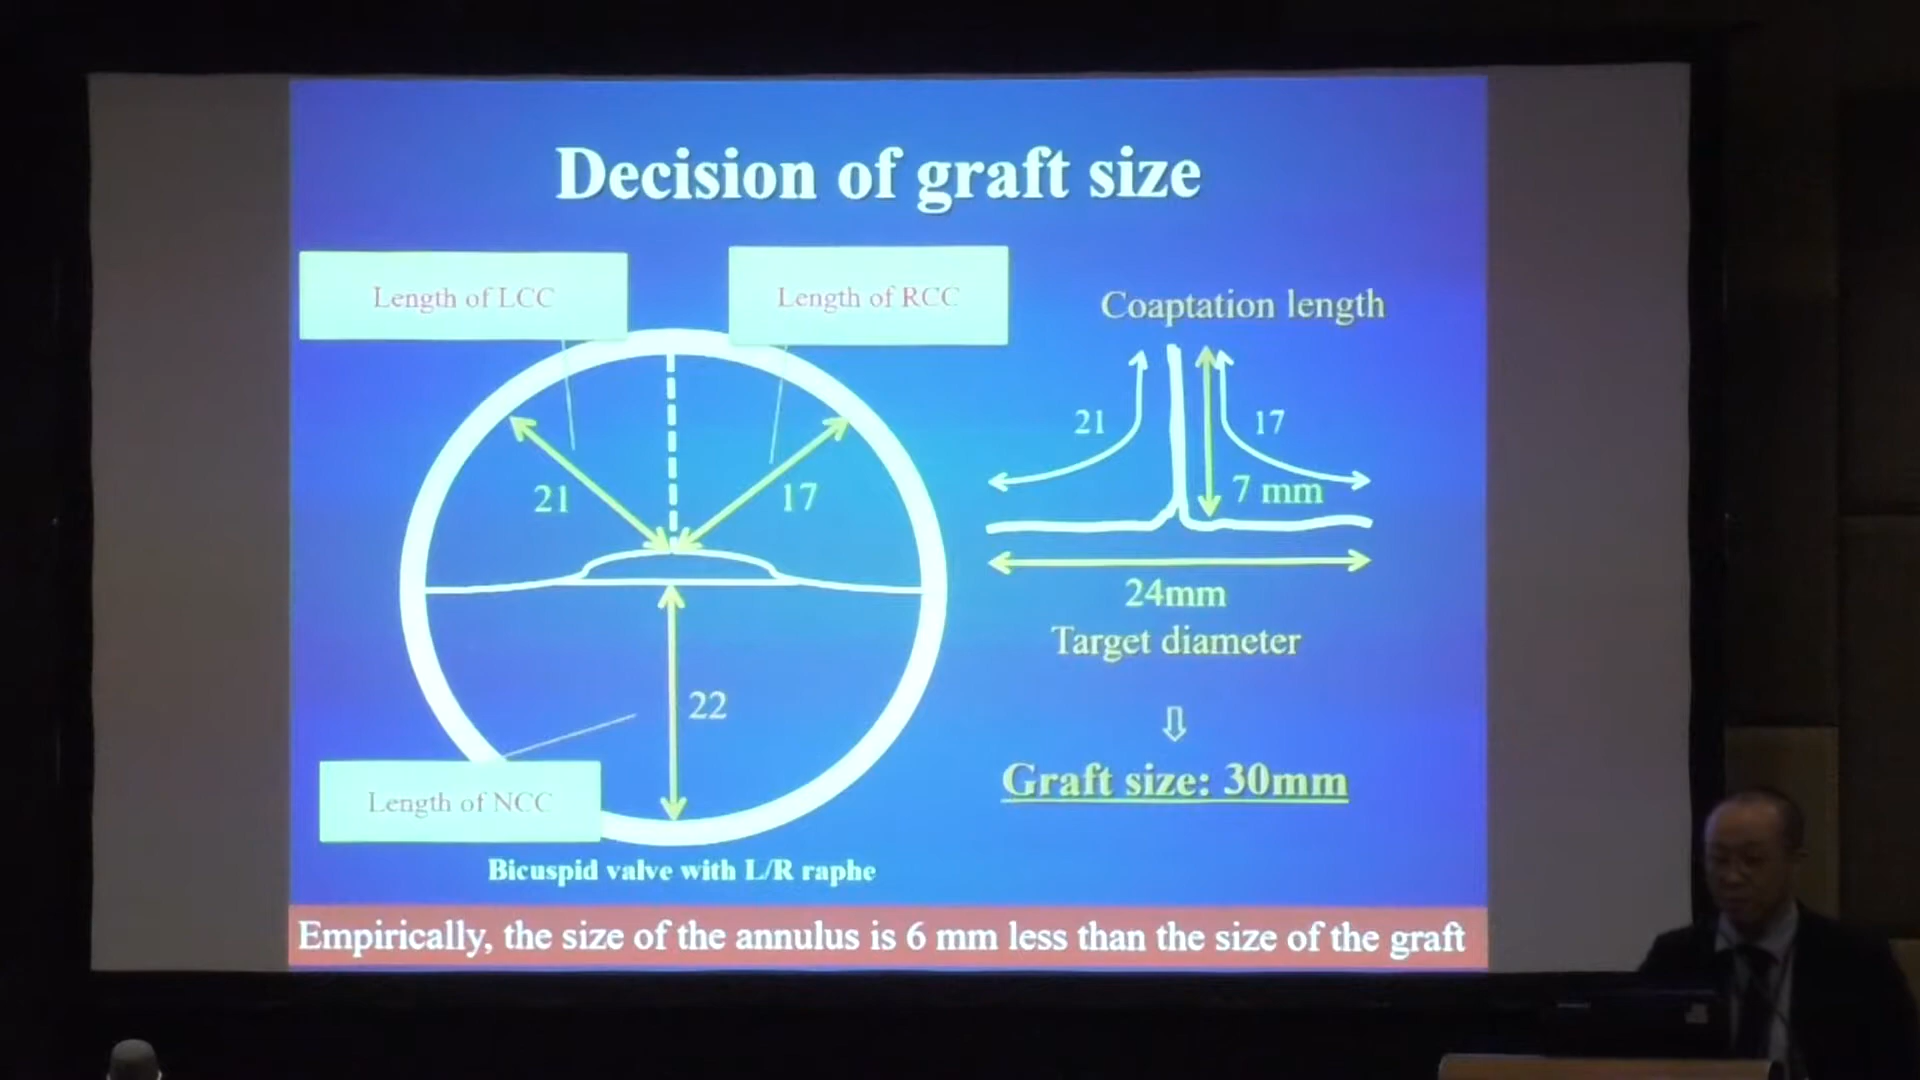 Decision of graft size
Length of LCC
Length of RCC
Coaptation length
21
17
21
17
7 mm
24mm
Target diameter
22
Graft size: 30mm
Length of NCC
Bicuspid valve with L/R raphe
Empirically, the size of the annulus is 6 mm less than the size of the graft